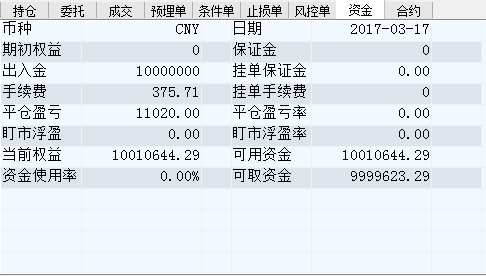 持仓 委托 成交 预埋单 条件单 止损单 风控单 资金 合约
币种 CNY 日期 2017-03-17
期初权益 0 保证金 0
出入金 10000000 挂单保证金 0.00
手续费 375.71 挂单手续费 0
平仓盈亏 11020.00 平仓盈亏率 0.00
盯市浮盈 0.00 盯市浮盈率 0.00
当前权益 10010644.29 可用资金 10010644.29
资金使用率 0.00% 可取资金 9999623.29